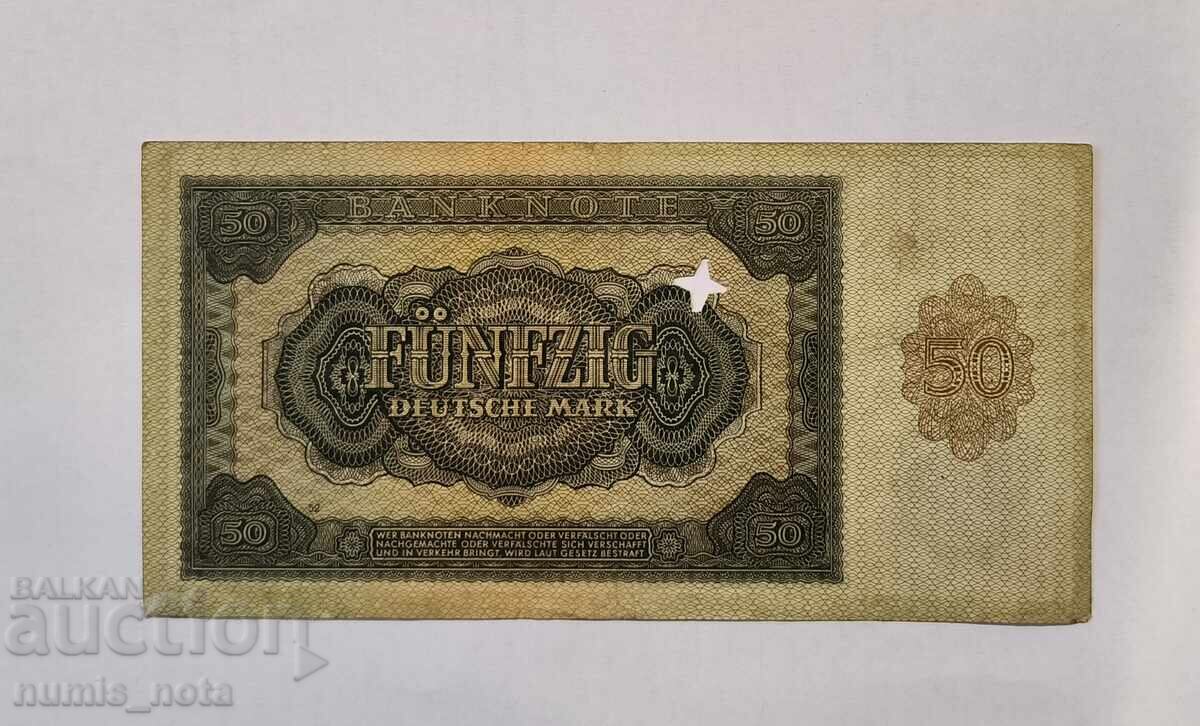 BANKNOTE
50 50
FÜNFZIG
DEUTSCHE MARK
50
52
50 50
WER BANKNOTEN NACHMACHT ODER VERFÄLSCHT ODER
NACHGEMACHTE ODER VERFÄLSCHTE SICH VERSCHAFFT
UND IN VERKEHR BRINGT, WIRD LAUT GESETZ BESTRAFT
BALKAN
auction
numis_nota